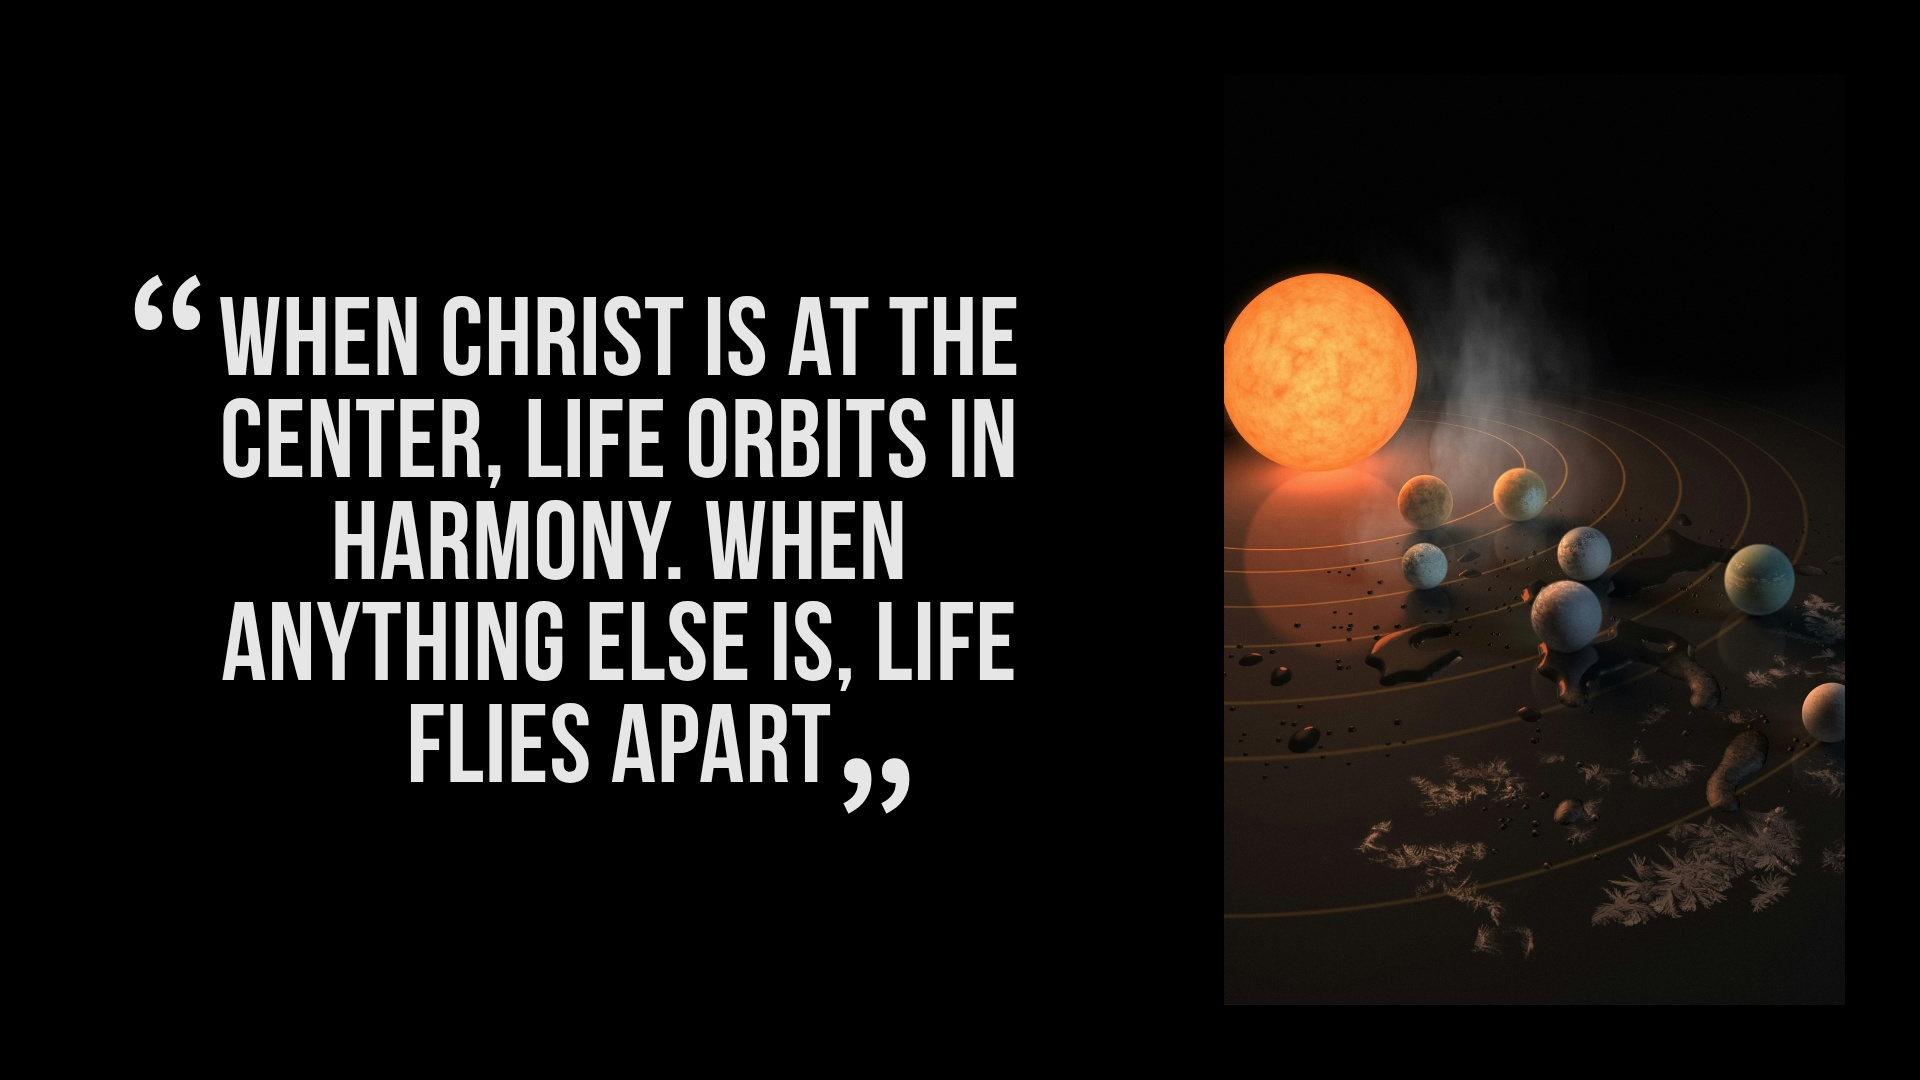 “WHEN CHRIST IS AT THE
CENTER, LIFE ORBITS IN
HARMONY. WHEN
ANYTHING ELSE IS, LIFE
FLIES APART”